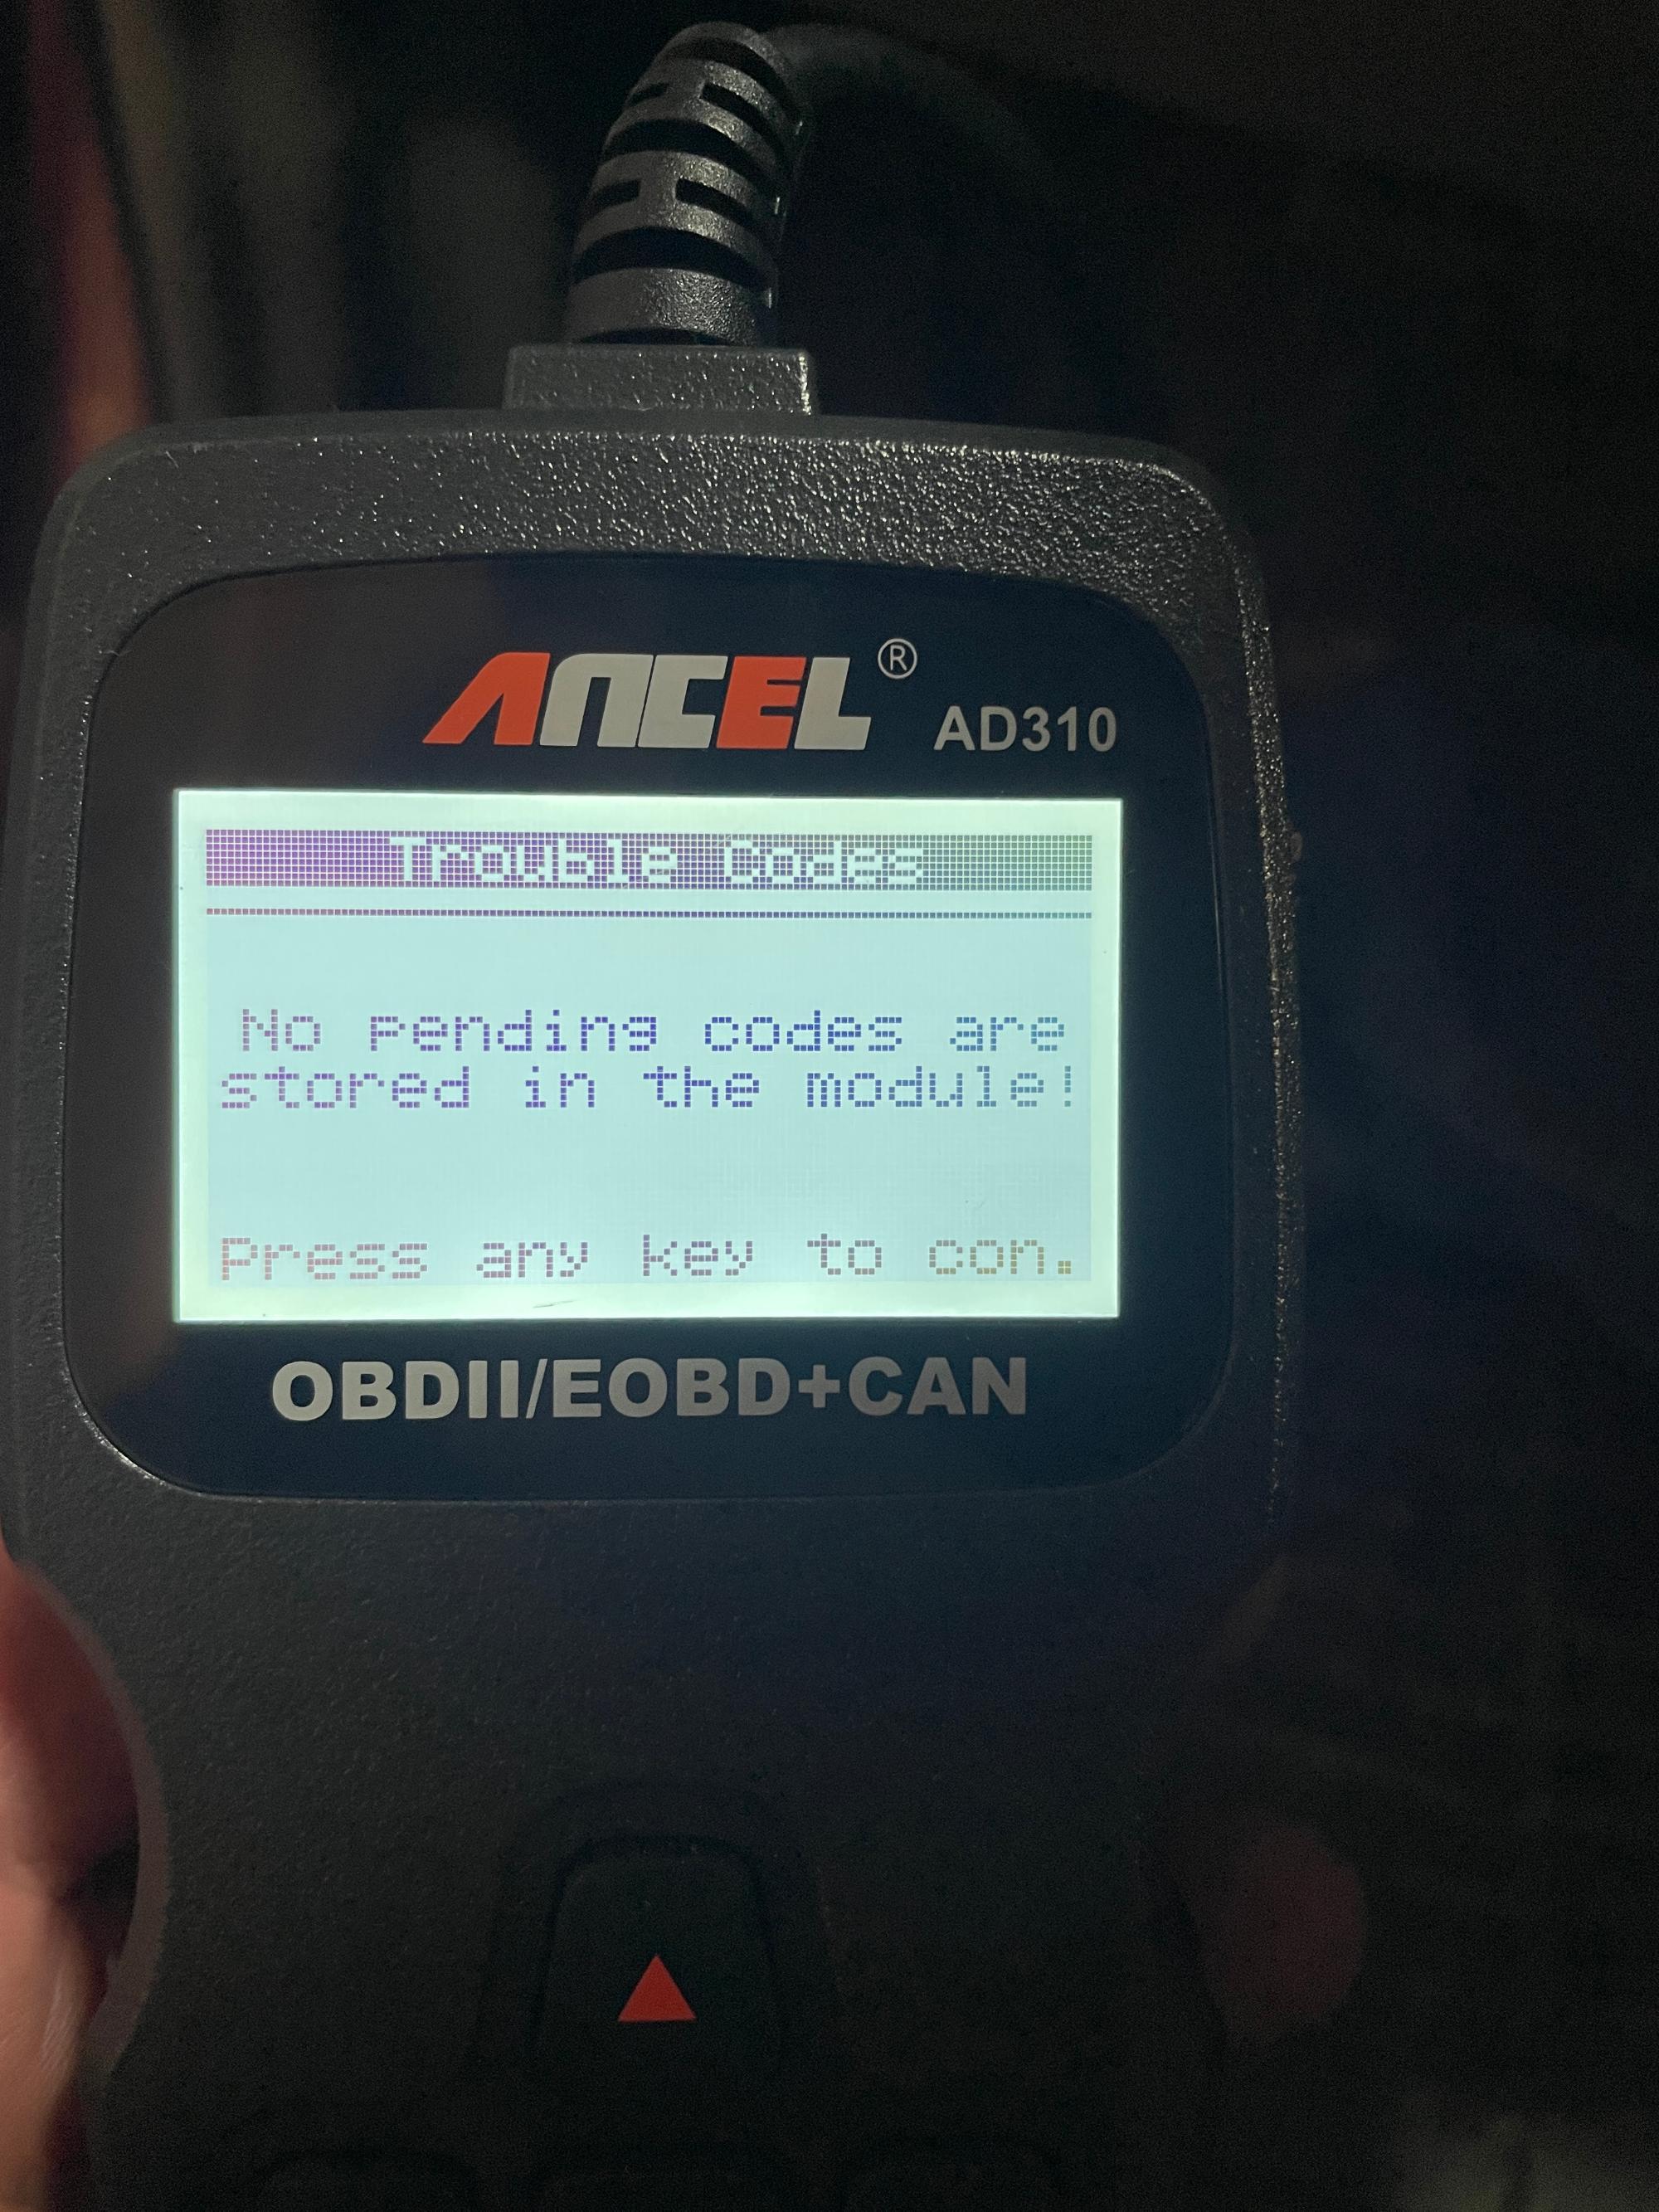 ANCEL®
AD310
Trouble Codes
No pending codes are
stored in the module!
Press any key to con.
OBDII/EOBD+CAN